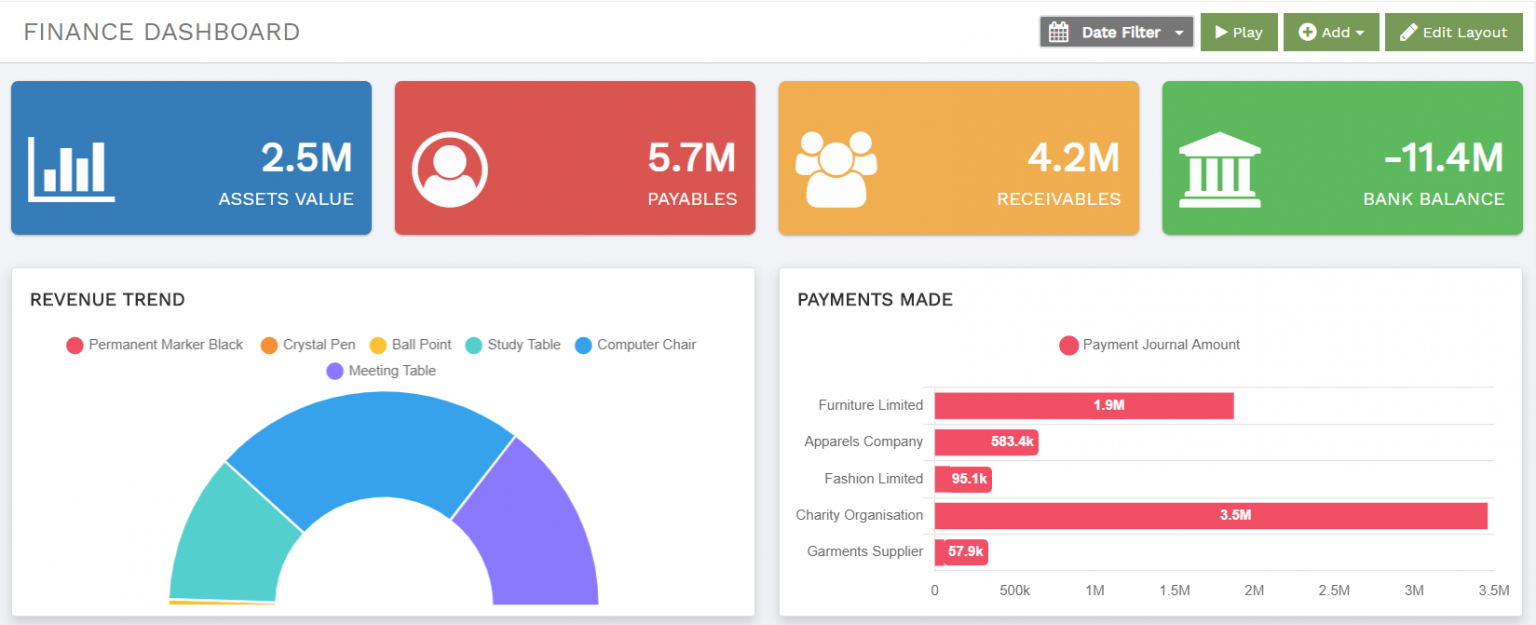 FINANCE DASHBOARD
Date Filter
Play
Add
Edit Layout
2.5M
ASSETS VALUE
5.7M
PAYABLES
4.2M
RECEIVABLES
-11.4M
BANK BALANCE
REVENUE TREND
Permanent Marker Black Crystal Pen Ball Point Study Table Computer Chair
Meeting Table
PAYMENTS MADE
Payment Journal Amount
Furniture Limited 1.9M
Apparels Company 583.4k
Fashion Limited 95.1k
Charity Organisation 3.5M
Garments Supplier 57.9k
0 500k 1M 1.5M 2M 2.5M 3M 3.5M